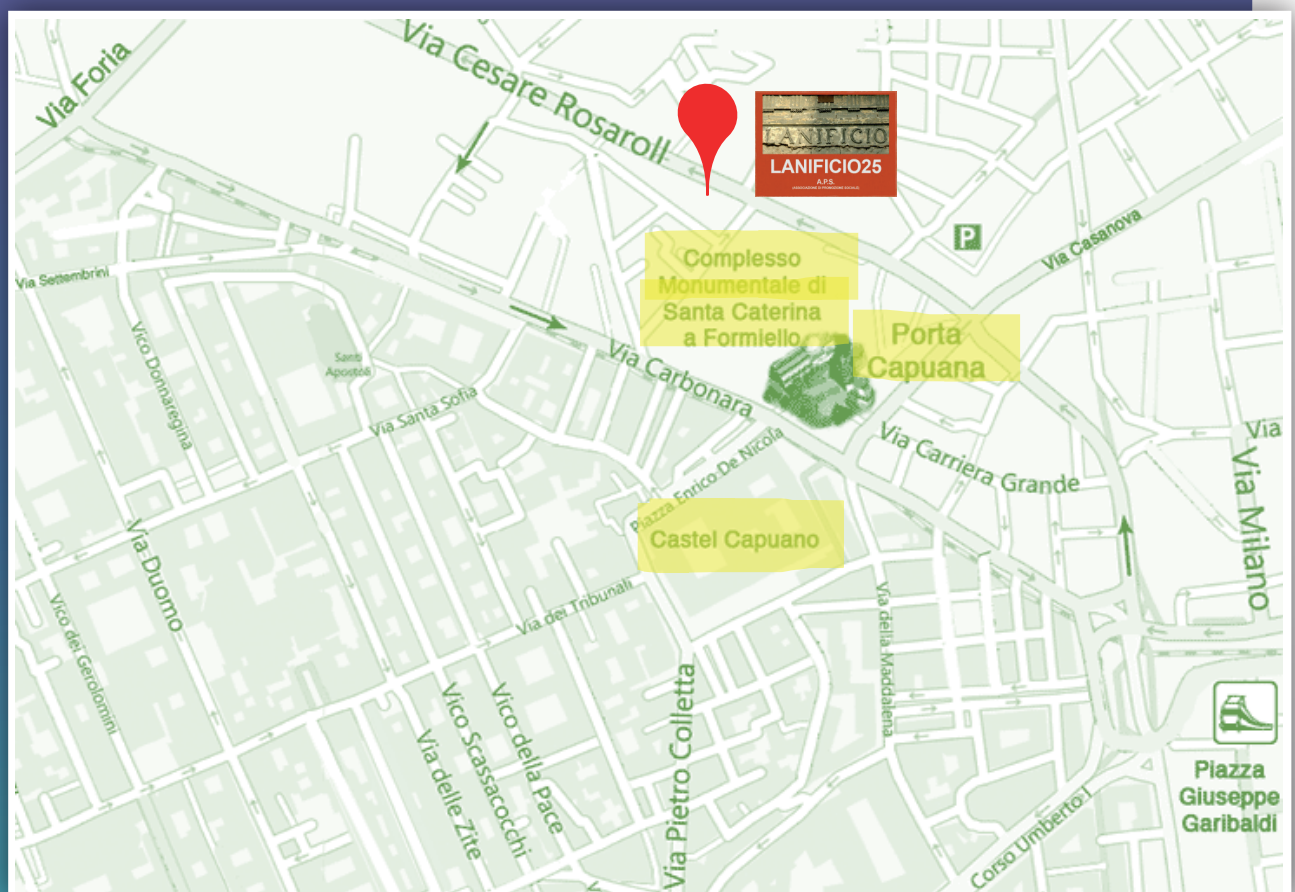 Via Foria
Via Cesare Rosaroll
LANIFICIO
LANIFICIO25
A.P.S.
P
Via Casanova
Complesso
Monumentale di
Santa Caterina
a Formiello
Porta
Capuana
Via Settembrini
Vico Donnaregina
Santi
Apostoli
Via Carbonara
Via Santa Sofia
Piazza Enrico De Nicola
Via Carriera Grande
Via
Via Milano
Castel Capuano
Via Duomo
Via dei Tribunali
Vico dei Gerolomini
Via della Maddalena
Via Pietro Colletta
Vico della Pace
Vico Scassacocchi
Via delle Zite
Corso Umberto I
Piazza
Giuseppe
Garibaldi